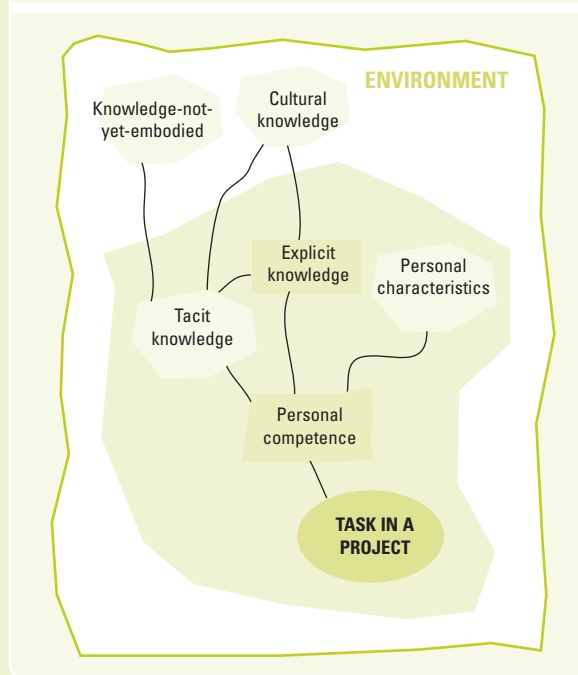 ENVIRONMENT
Knowledge-not-
yet-embodied
Cultural
knowledge
Explicit
knowledge
Personal
characteristics
Tacit
knowledge
Personal
competence
TASK IN A
PROJECT